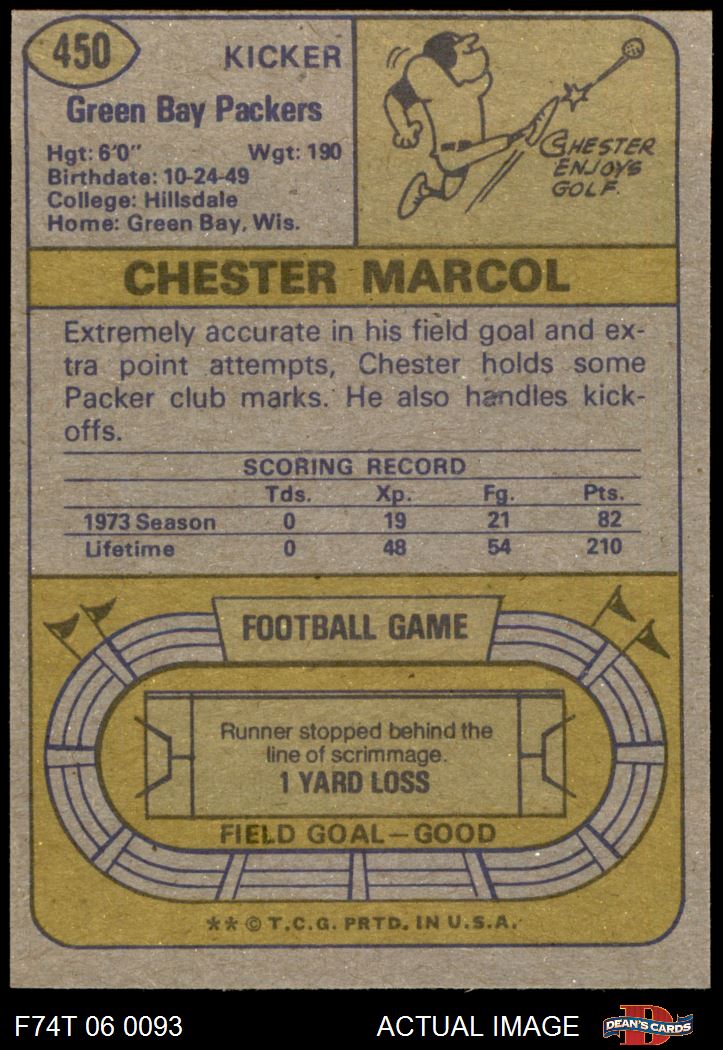 450
KICKER
Green Bay Packers
Hgt: 6'0" Wgt: 190
Birthdate: 10-24-49
College: Hillsdale
Home: Green Bay, Wis.
CHESTER
ENJOYS
GOLF.
CHESTER MARCOL
Extremely accurate in his field goal and ex-
tra point attempts, Chester holds some
Packer club marks. He also handles kick-
offs.
SCORING RECORD
Tds. Xp. Fg. Pts.
1973 Season 0 19 21 82
Lifetime 0 48 54 210
FOOTBALL GAME
Runner stopped behind the
line of scrimmage.
1 YARD LOSS
FIELD GOAL—GOOD
** © T.C.G. PRTD. IN U.S.A.
F74T 06 0093 ACTUAL IMAGE
D
DEAN'S CARDS